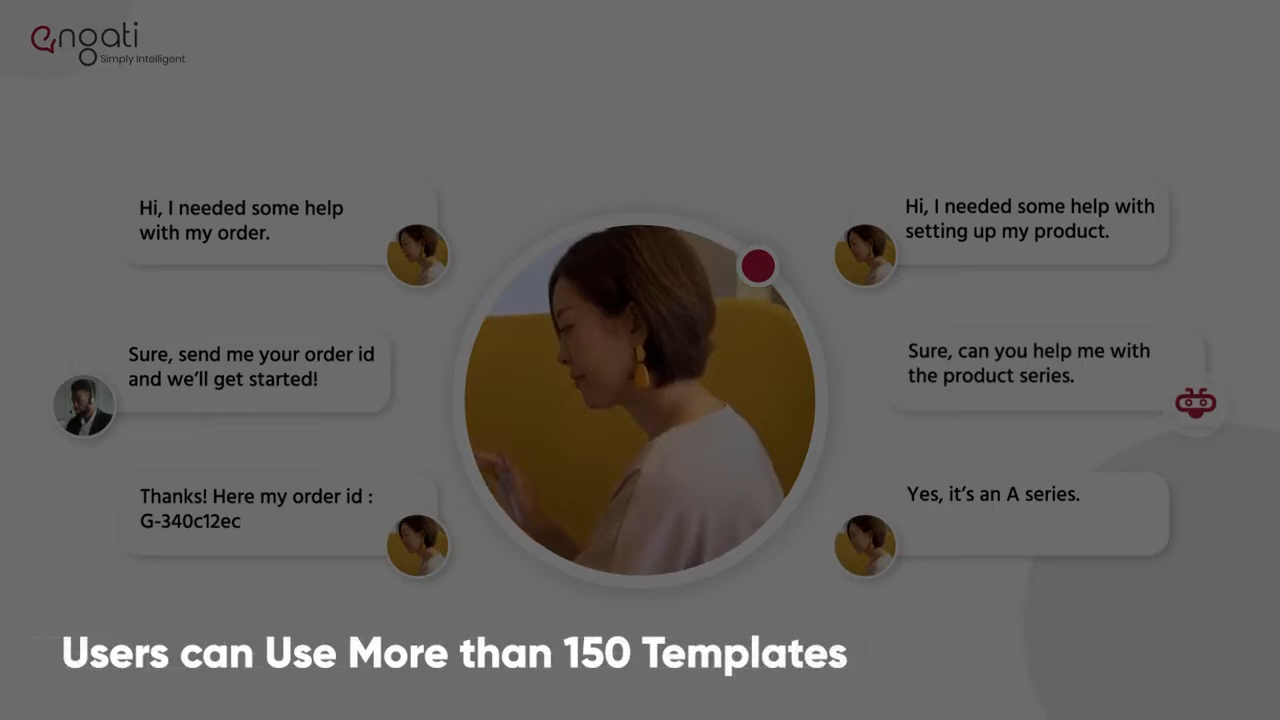 engati
Simply Intelligent
Hi, I needed some help
with my order.
Sure, send me your order id
and we'll get started!
Thanks! Here my order id :
G-340c12ec
Hi, I needed some help with
setting up my product.
Sure, can you help me with
the product series.
Yes, it's an A series.
Users can Use More than 150 Templates